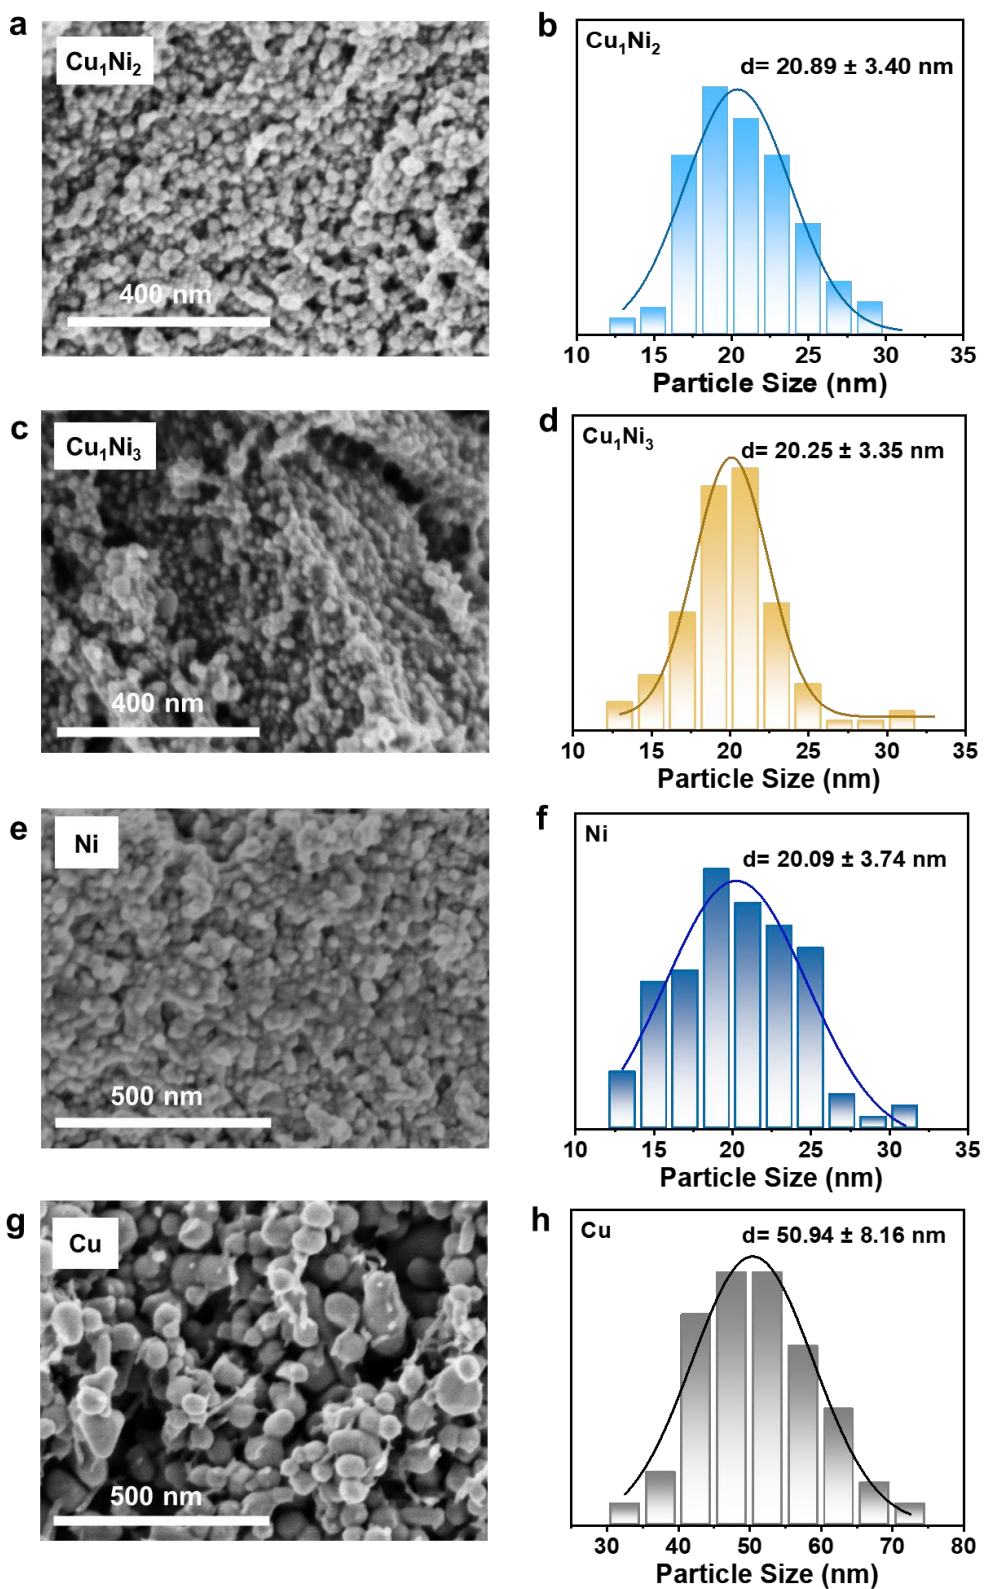 a
Cu₁Ni₂
400 nm
b
Cu₁Ni₂
d= 20.89 ± 3.40 nm
10 15 20 25 30 35
Particle Size (nm)
c
Cu₁Ni₃
400 nm
d
Cu₁Ni₃
d= 20.25 ± 3.35 nm
10 15 20 25 30 35
Particle Size (nm)
e
Ni
500 nm
f
Ni
d= 20.09 ± 3.74 nm
10 15 20 25 30 35
Particle Size (nm)
g
Cu
500 nm
h
Cu
d= 50.94 ± 8.16 nm
30 40 50 60 70 80
Particle Size (nm)